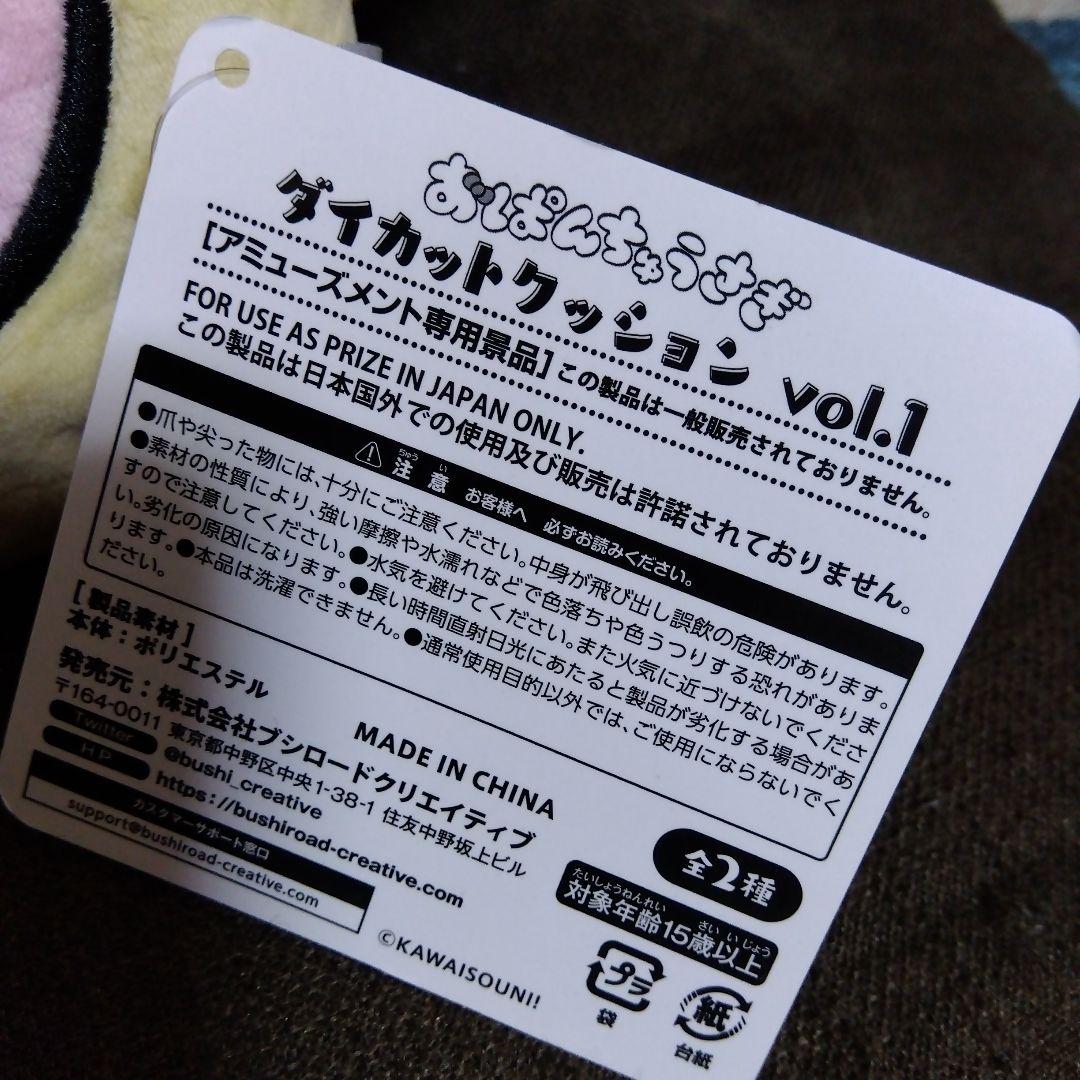 おぱんちゅうさぎ
ダイカットクッション vol.1
[アミューズメント専用景品] この製品は一般販売されておりません。
FOR USE AS PRIZE IN JAPAN ONLY.
この製品は日本国外での使用及び販売は許諾されておりません。
注意 お客様へ 必ずお読みください。
ちゅう い
●爪や尖った物には、十分にご注意ください。中身が飛び出し誤飲の危険があります。
●素材の性質により、強い摩擦や水濡れなどで色落ちや色うつりする恐れがありま
すので注意してください。●水気を避けてください。また火気に近づけないでくださ
い。劣化の原因になります。●長い時間直射日光にあたると製品が劣化する場合があ
ります。●本品は洗濯できません。●通常使用目的以外では、ご使用にならないでく
ださい。
[製品素材]
本体:ポリエステル
MADE IN CHINA
発売元:株式会社ブシロードクリエイティブ
〒164-0011 東京都中野区中央1-38-1 住友中野坂上ビル
Twitter @bushi_creative
HP https://bushiroad-creative.com
カスタマーサポート窓口
support@bushiroad-creative.com
©KAWAISOUNI!
全2種
たいしょうねんれい さい いじょう
対象年齢15歳以上
プラ
袋
紙
台紙